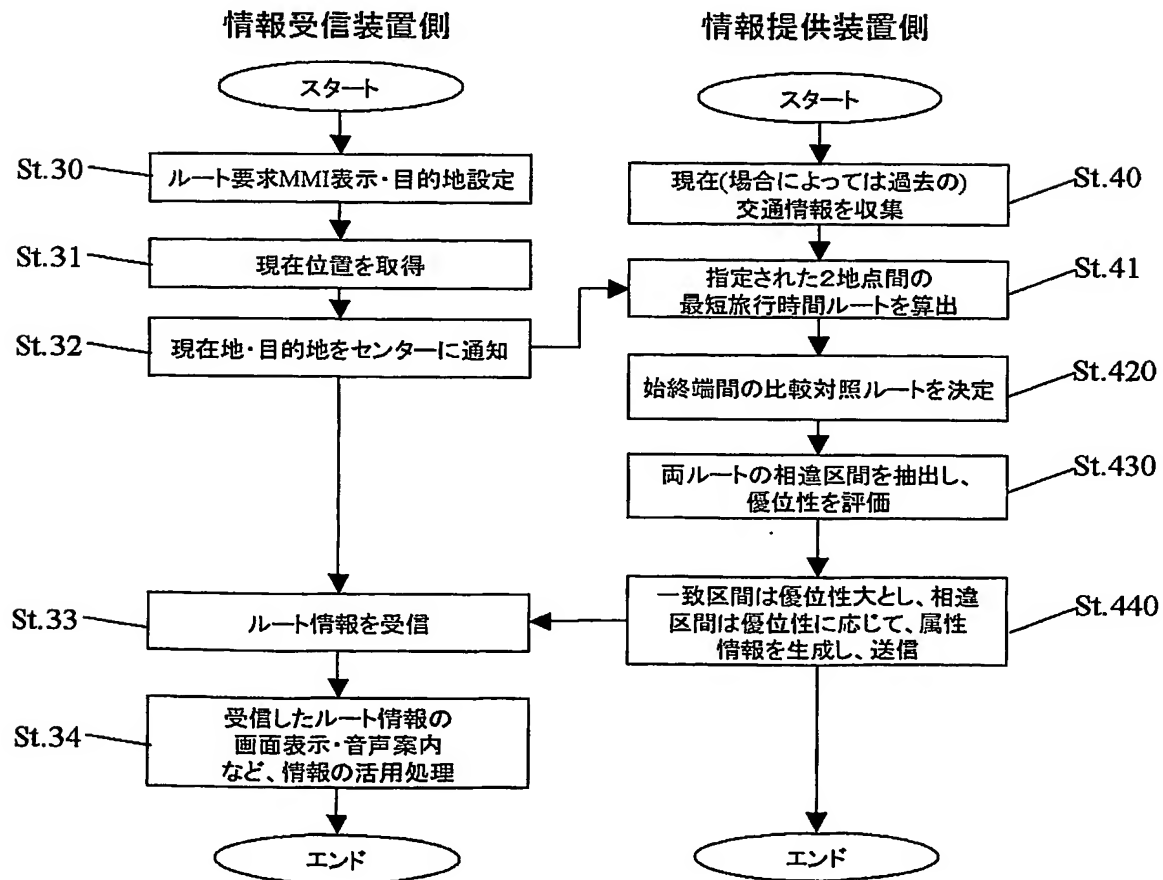 情報受信装置側
スタート
St.30
ルート要求MMI表示・目的地設定
St.31
現在位置を取得
St.32
現在地・目的地をセンターに通知
St.33
ルート情報を受信
St.34
受信したルート情報の
画面表示・音声案内
など、情報の活用処理
エンド
情報提供装置側
スタート
現在(場合によっては過去の)
交通情報を収集
St.40
指定された2地点間の
最短旅行時間ルートを算出
St.41
始終端間の比較対照ルートを決定
St.420
両ルートの相違区間を抽出し、
優位性を評価
St.430
一致区間は優位性大とし、相違
区間は優位性に応じて、属性
情報を生成し、送信
St.440
エンド